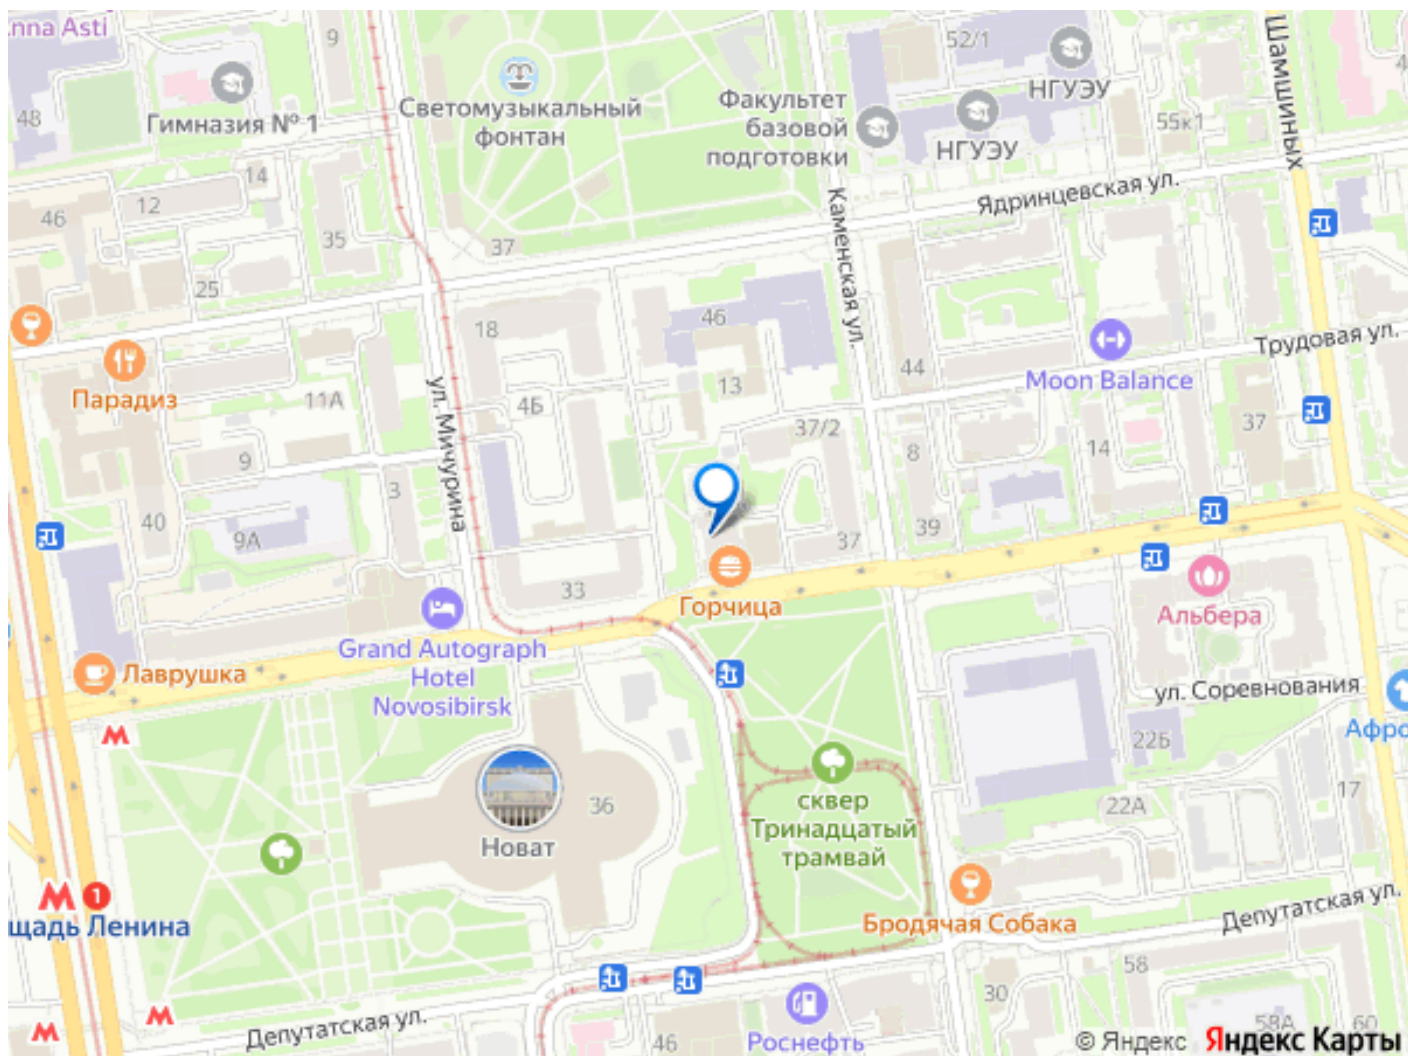 nna Asti
9
48
Гимназия № 1
14
12
46
35
25
Светомузыкальный
фонтан
37
Факультет
базовой
подготовки
52/1
НГУЭУ
НГУЭУ
55к1
Шамшиных
Ядринцевская ул.
Каменская ул.
Парадиз
11А
18
46
13
4Б
44
Moon Balance
Трудовая ул.
ул. Мичурина
9
3
40
9А
37/2
8
14
37
39
37
33
Горчица
Альбера
Grand Autograph
Hotel
Novosibirsk
Лаврушка
ул. Соревнования
Афро
22Б
17
22А
36
Новат
сквер
Тринадцатый
трамвай
1
щадь Ленина
Бродячая Собака
Депутатская ул.
Депутатская ул.
58
30
46
Роснефть
58А
60
© Яндекс Яндекс Карты